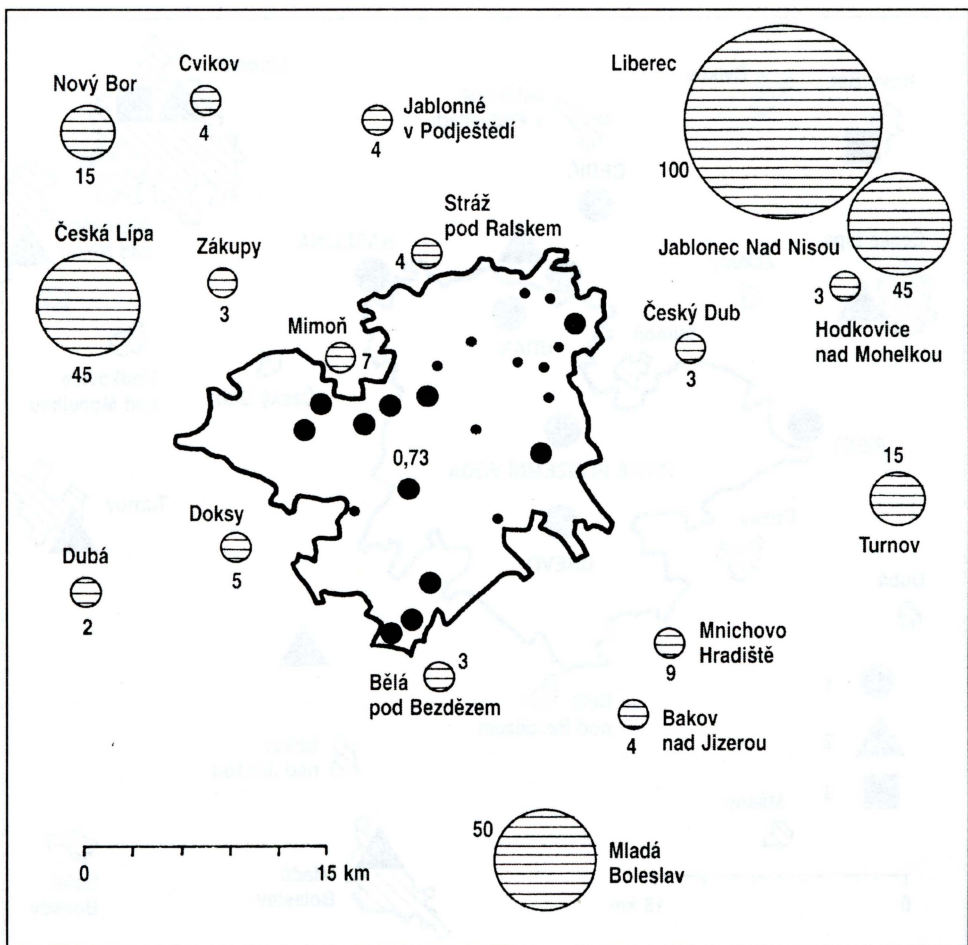 Cvikov
4
Nový Bor
15
Jablonné
v Podještědí
4
Liberec
100
Česká Lípa
45
Zákupy
3
Stráž
pod Ralskem
4
Jablonec Nad Nisou
45
3
Hodkovice
nad Mohelkou
Mimoň
7
Český Dub
3
0,73
15
Turnov
Doksy
5
Dubá
2
3
Bělá
pod Bezdězem
Mnichovo
Hradiště
9
Bakov
nad Jizerou
4
50
Mladá
Boleslav
0
15 km